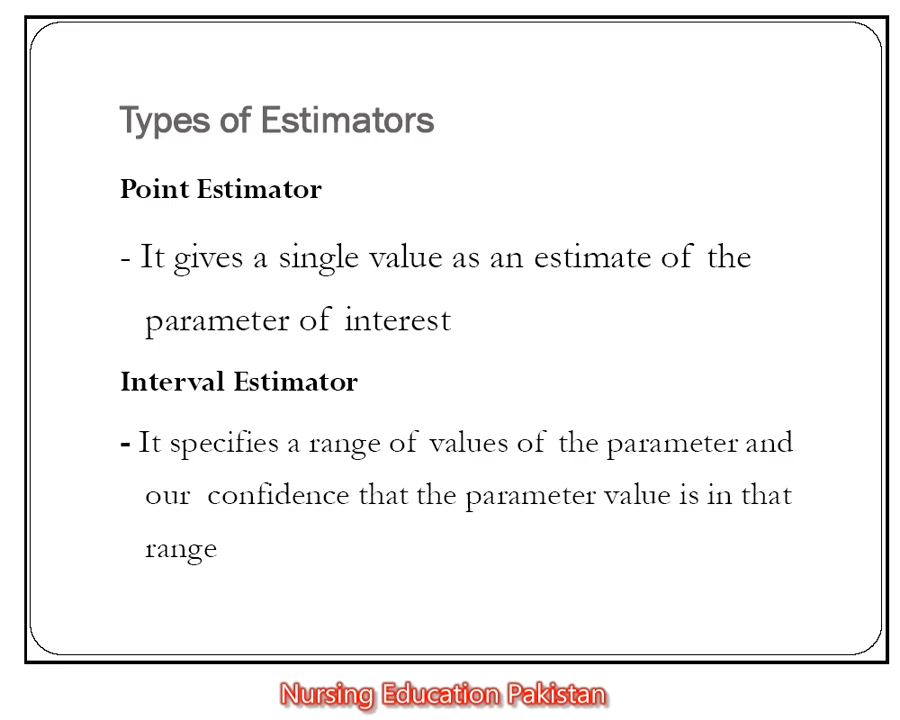 Types of Estimators
Point Estimator
- It gives a single value as an estimate of the
parameter of interest
Interval Estimator
- It specifies a range of values of the parameter and
our confidence that the parameter value is in that
range
Nursing Education Pakistan